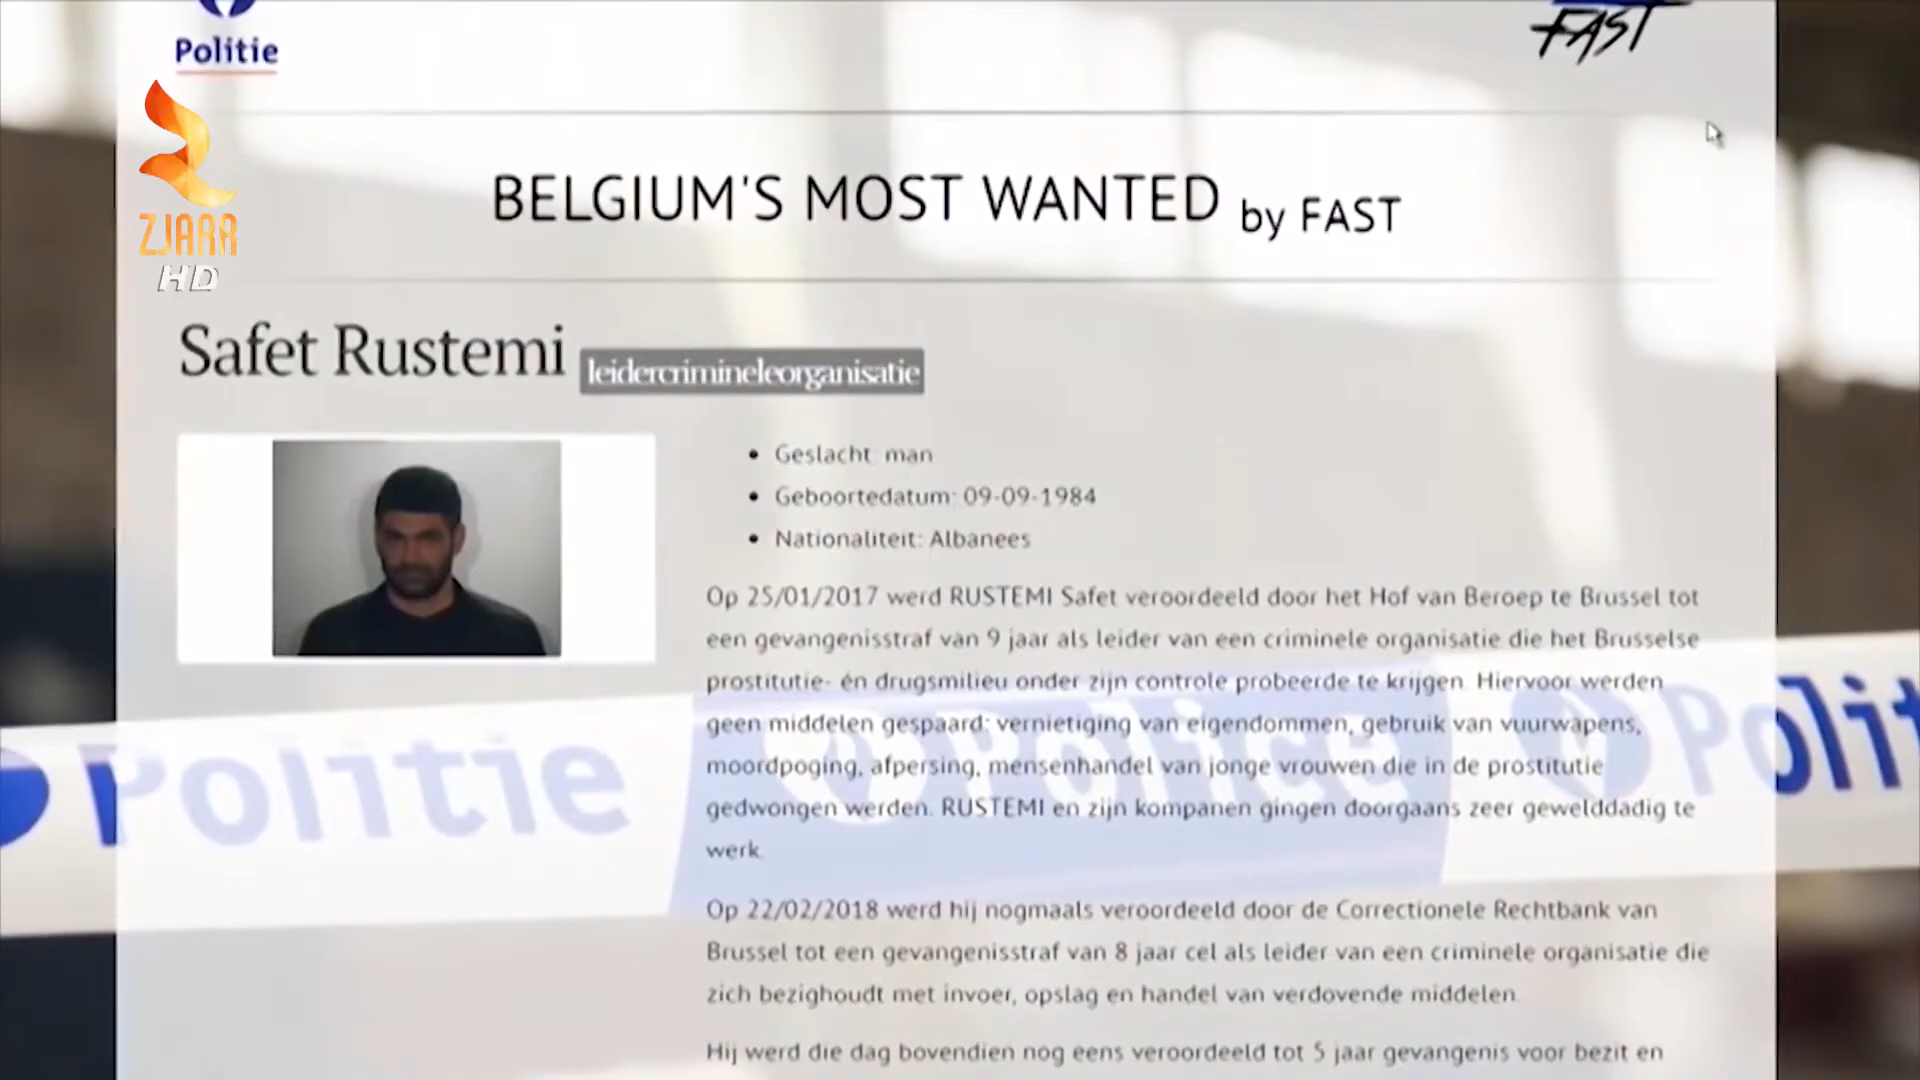 Politie
FAST
ZJARR
HD
BELGIUM'S MOST WANTED by FAST
Safet Rustemi leidercrimineleorganisatie
• Geslacht: man
• Geboortedatum: 09-09-1984
• Nationaliteit: Albanees
Op 25/01/2017 werd RUSTEMI Safet veroordeeld door het Hof van Beroep te Brussel tot
een gevangenisstraf van 9 jaar als leider van een criminele organisatie die het Brusselse
prostitutie- én drugsmilieu onder zijn controle probeerde te krijgen. Hiervoor werden
geen middelen gespaard: vernietiging van eigendommen, gebruik van vuurwapens,
moordpoging, afpersing, mensenhandel van jonge vrouwen die in de prostitutie
gedwongen werden. RUSTEMI en zijn kompanen gingen doorgaans zeer gewelddadig te
werk.
Politie Police Polit
Op 22/02/2018 werd hij nogmaals veroordeeld door de Correctionele Rechtbank van
Brussel tot een gevangenisstraf van 8 jaar cel als leider van een criminele organisatie die
zich bezighoudt met invoer, opslag en handel van verdovende middelen.
Hij werd die dag bovendien nog eens veroordeeld tot 5 jaar gevangenis voor bezit en